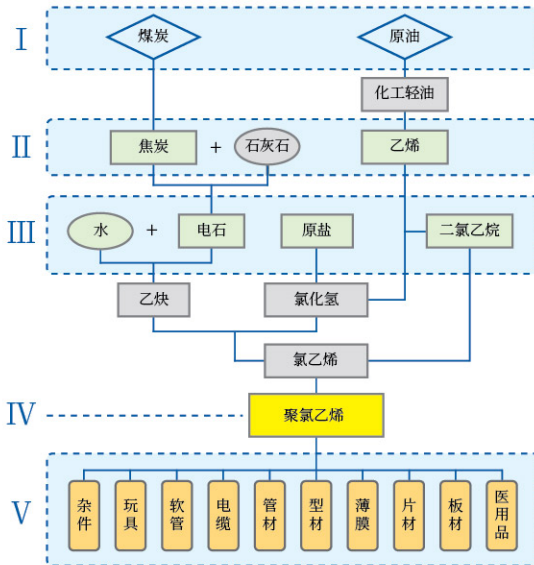 I 煤炭 原油
化工轻油
II 焦炭 + 石灰石 乙烯
III 水 + 电石 原盐 二氯乙烷
乙炔 氯化氢
氯乙烯
IV 聚氯乙烯
V 杂件 玩具 软管 电缆 管材 型材 薄膜 片材 板材 医用品